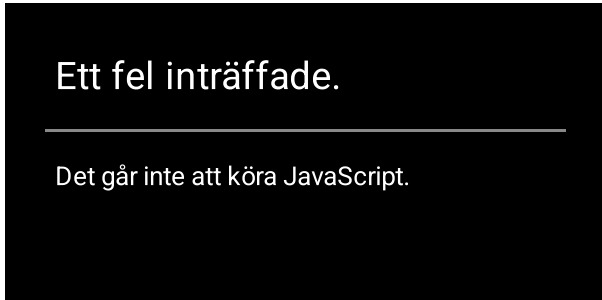 Ett fel inträffade.
Det går inte att köra JavaScript.